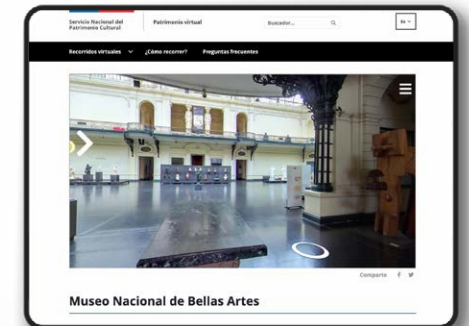 Servicio Nacional del
Patrimonio Cultural
Patrimonio virtual
Buscador...
Recorridos virtuales
¿Cómo recorrer?
Preguntas frecuentes
Comparte
Museo Nacional de Bellas Artes